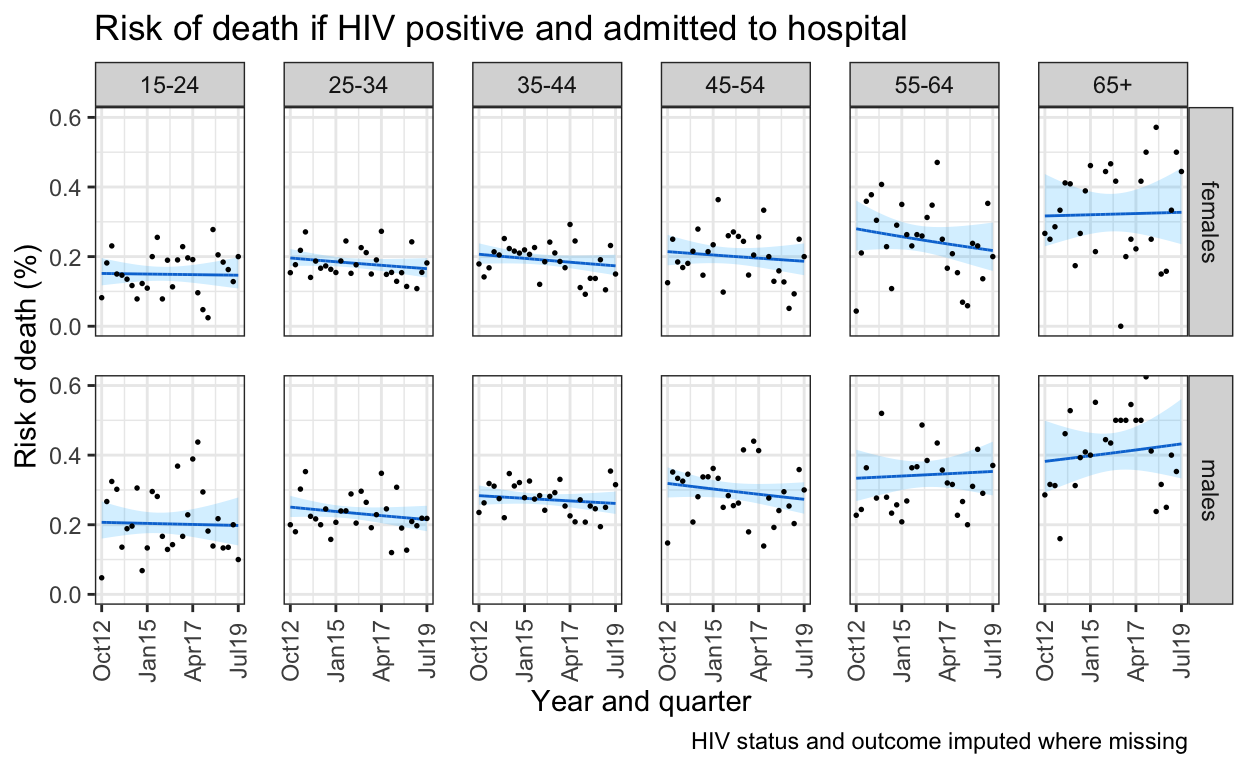 Risk of death if HIV positive and admitted to hospital
15-24 25-34 35-44 45-54 55-64 65+
0.6
0.4
0.2
0.0
females
0.6
0.4
0.2
0.0
males
Risk of death (%)
Oct12 Jan15 Apr17 Jul19 Oct12 Jan15 Apr17 Jul19 Oct12 Jan15 Apr17 Jul19 Oct12 Jan15 Apr17 Jul19 Oct12 Jan15 Apr17 Jul19 Oct12 Jan15 Apr17 Jul19
Year and quarter
HIV status and outcome imputed where missing